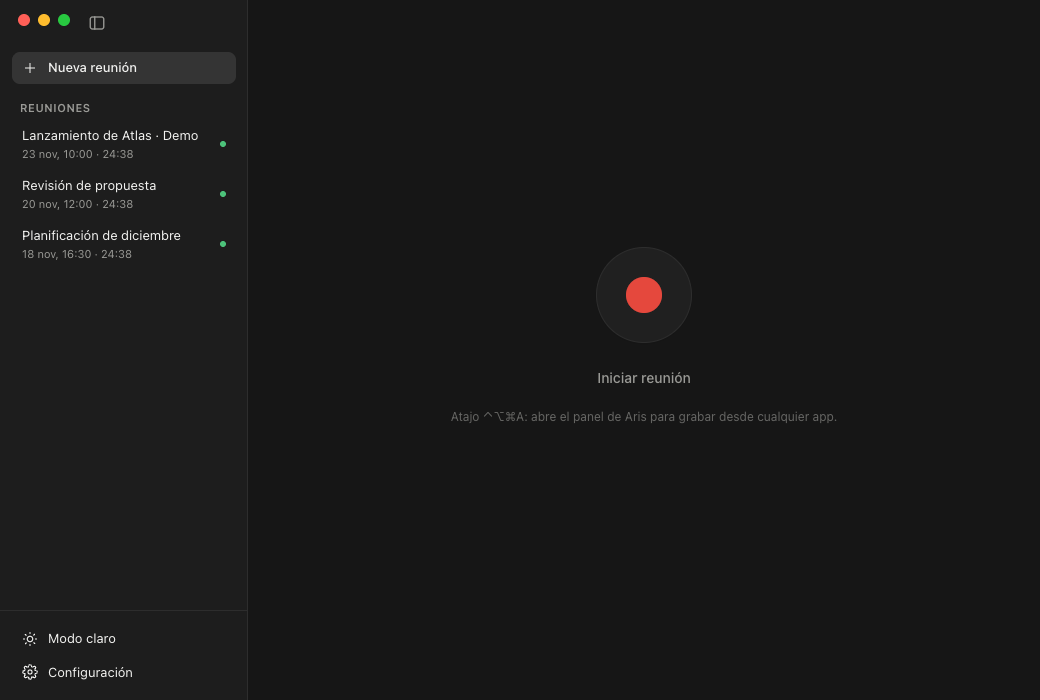 Nueva reunión
REUNIONES
Lanzamiento de Atlas · Demo
23 nov, 10:00 · 24:38
Revisión de propuesta
20 nov, 12:00 · 24:38
Planificación de diciembre
18 nov, 16:30 · 24:38
Iniciar reunión
Atajo ⌃⌥⌘A: abre el panel de Aris para grabar desde cualquier app.
Modo claro
Configuración